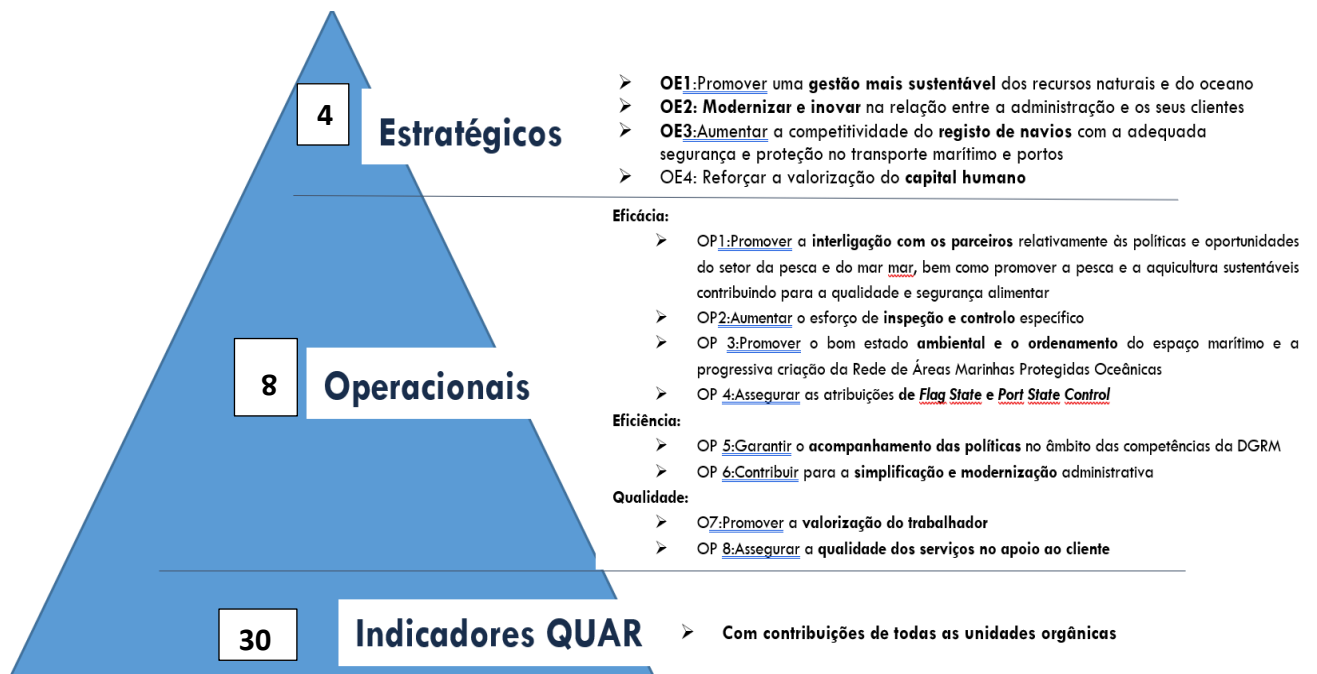 4
Estratégicos
➢ OE1:Promover uma gestão mais sustentável dos recursos naturais e do oceano
➢ OE2: Modernizar e inovar na relação entre a administração e os seus clientes
➢ OE3:Aumentar a competitividade do registo de navios com a adequada
segurança e proteção no transporte marítimo e portos
➢ OE4: Reforçar a valorização do capital humano
8
Operacionais
Eficácia:
➢ OP1:Promover a interligação com os parceiros relativamente às políticas e oportunidades
do setor da pesca e do mar mar, bem como promover a pesca e a aquicultura sustentáveis
contribuindo para a qualidade e segurança alimentar
➢ OP2:Aumentar o esforço de inspeção e controlo específico
➢ OP 3:Promover o bom estado ambiental e o ordenamento do espaço marítimo e a
progressiva criação da Rede de Áreas Marinhas Protegidas Oceânicas
➢ OP 4:Assegurar as atribuições de Flag State e Port State Control
Eficiência:
➢ OP 5:Garantir o acompanhamento das políticas no âmbito das competências da DGRM
➢ OP 6:Contribuir para a simplificação e modernização administrativa
Qualidade:
➢ O7:Promover a valorização do trabalhador
➢ OP 8:Assegurar a qualidade dos serviços no apoio ao cliente
30
Indicadores QUAR
➢ Com contribuições de todas as unidades orgânicas